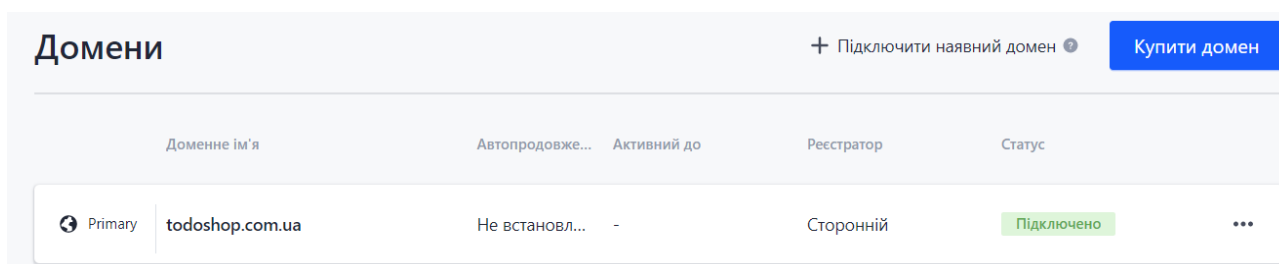 Домени
Підключити наявний домен ?
Купити домен
Доменне ім'я Автопродовже... Активний до Реєстратор Статус
Primary todoshop.com.ua Не встановл... - Сторонній Підключено ...